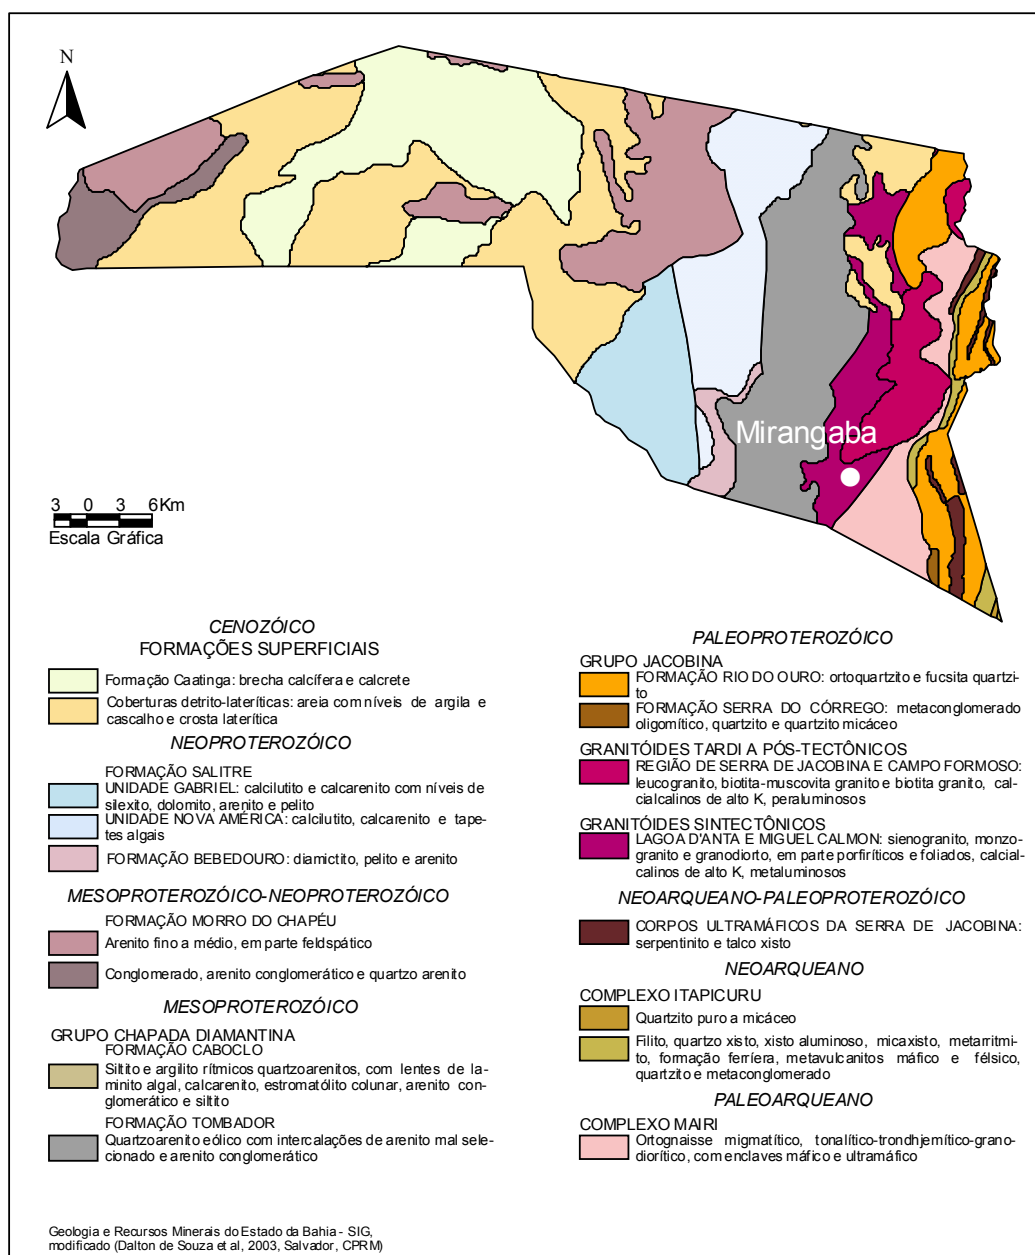 N
Mirangaba
3 0 3 6 Km
Escala Gráfica
CENOZÓICO
FORMAÇÕES SUPERFICIAIS
Formação Caatinga: brecha calcífera e calcrete
Coberturas detrito-lateríticas: areia com níveis de argila e
cascalho e crosta laterítica
NEOPROTEROZÓICO
FORMAÇÃO SALITRE
UNIDADE GABRIEL: calcilutito e calcarenito com níveis de
silexito, dolomito, arenito e pelito
UNIDADE NOVA AMÉRICA: calcilutito, calcarenito e tape-
tes algais
FORMAÇÃO BEBEDOURO: diamictito, pelito e arenito
MESOPROTEROZÓICO-NEOPROTEROZÓICO
FORMAÇÃO MORRO DO CHAPÉU
Arenito fino a médio, em parte feldspático
Conglomerado, arenito conglomerático e quartzo arenito
MESOPROTEROZÓICO
GRUPO CHAPADA DIAMANTINA
FORMAÇÃO CABOCLO
Siltito e argilito rítmicos quartzoarenitos, com lentes de la-
minito algal, calcarenito, estromatólito colunar, arenito con-
glomerático e siltito
FORMAÇÃO TOMBADOR
Quartzoarenito eólico com intercalações de arenito mal sele-
cionado e arenito conglomerático
PALEOPROTEROZÓICO
GRUPO JACOBINA
FORMAÇÃO RIO DO OURO: ortoquartzito e fucsita quartzi-
to
FORMAÇÃO SERRA DO CÓRREGO: metaconglomerado
oligomítico, quartzito e quartzito micáceo
GRANITÓIDES TARDI A PÓS-TECTÔNICOS
REGIÃO DE SERRA DE JACOBINA E CAMPO FORMOSO:
leucogranito, biotita-muscovita granito e biotita granito, cal-
cialcalinos de alto K, peraluminosos
GRANITÓIDES SINTECTÔNICOS
LAGOA D'ANTA E MIGUEL CALMON: sienogranito, monzo-
granito e granodiorto, em parte porfiríticos e foliados, calcial-
calinos de alto K, metaluminosos
NEOARQUEANO-PALEOPROTEROZÓICO
CORPOS ULTRAMÁFICOS DA SERRA DE JACOBINA:
serpentinito e talco xisto
NEOARQUEANO
COMPLEXO ITAPICURU
Quartzito puro a micáceo
Filito, quartzo xisto, xisto aluminoso, micaxisto, metarritmi-
to, formação ferríera, metavulcanitos máfico e félsico,
quartzito e metaconglomerado
PALEOARQUEANO
COMPLEXO MAIRI
Ortognaisse migmatítico, tonalítico-trondhjemítico-grano-
diorítico, com enclaves máfico e ultramáfico
Geologia e Recursos Minerais do Estado da Bahia - SIG,
modificado (Dalton de Souza et al, 2003, Salvador, CPRM)